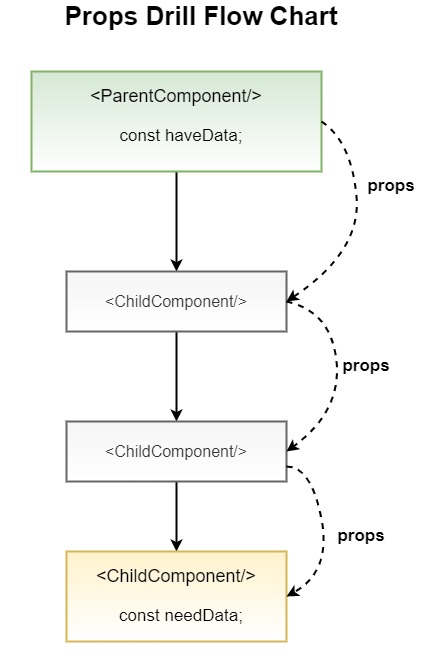 Props Drill Flow Chart
<ParentComponent/>
const haveData;
props
<ChildComponent/>
props
<ChildComponent/>
props
<ChildComponent/>
const needData;